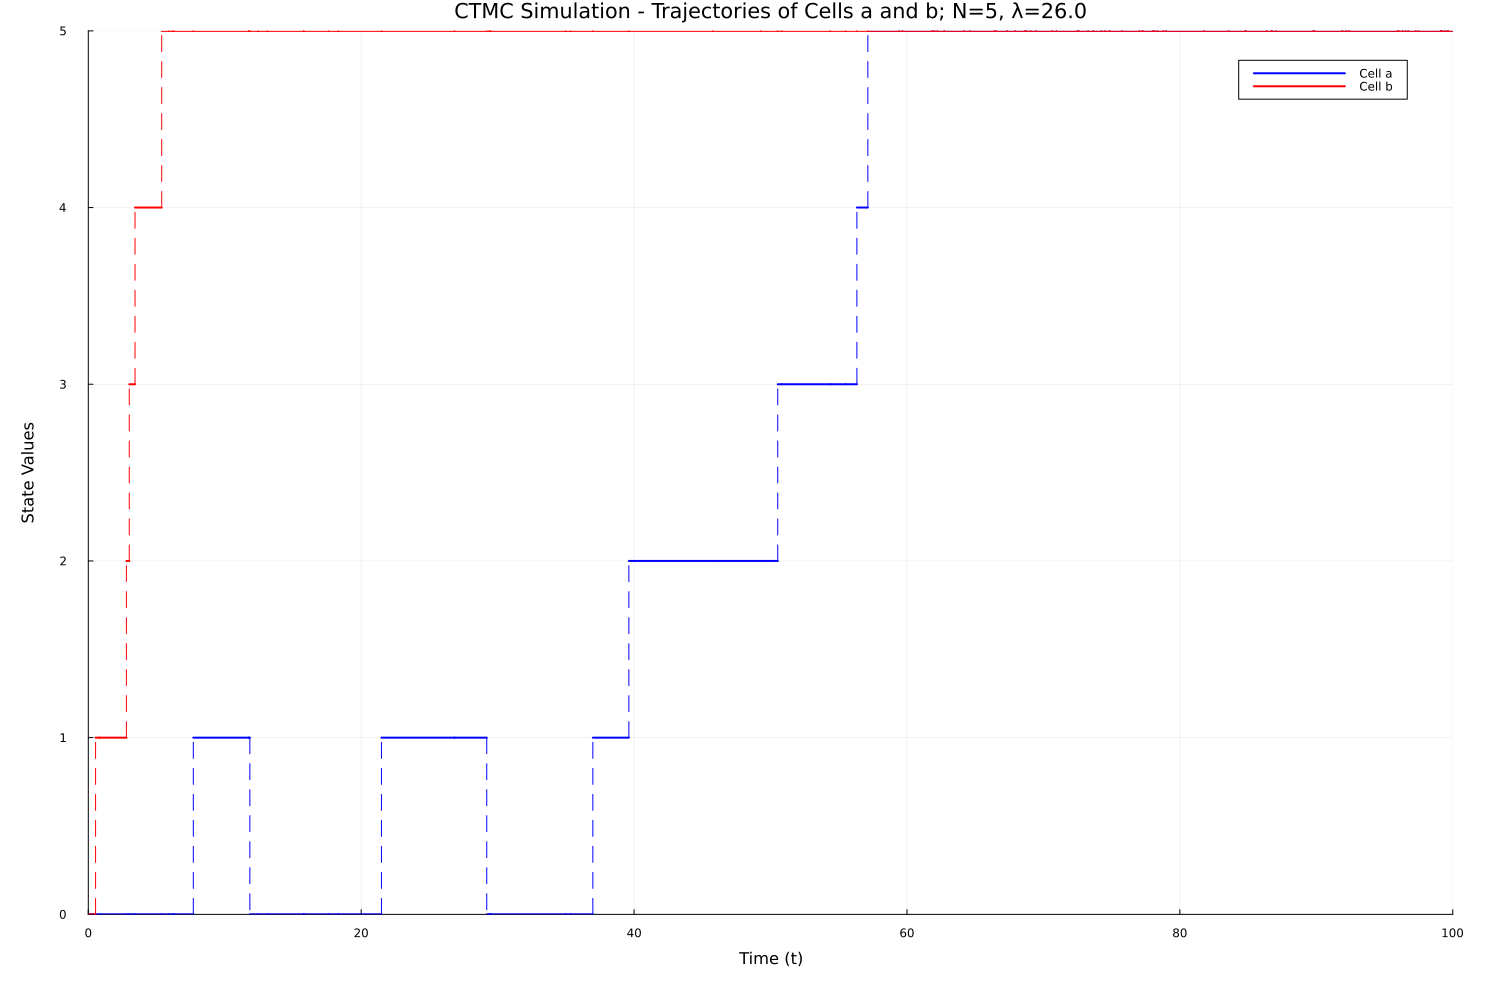 CTMC Simulation - Trajectories of Cells a and b; N=5, λ=26.0
5
Cell a
Cell b
4
3
State Values
2
1
0
0 20 40 60 80 100
Time (t)